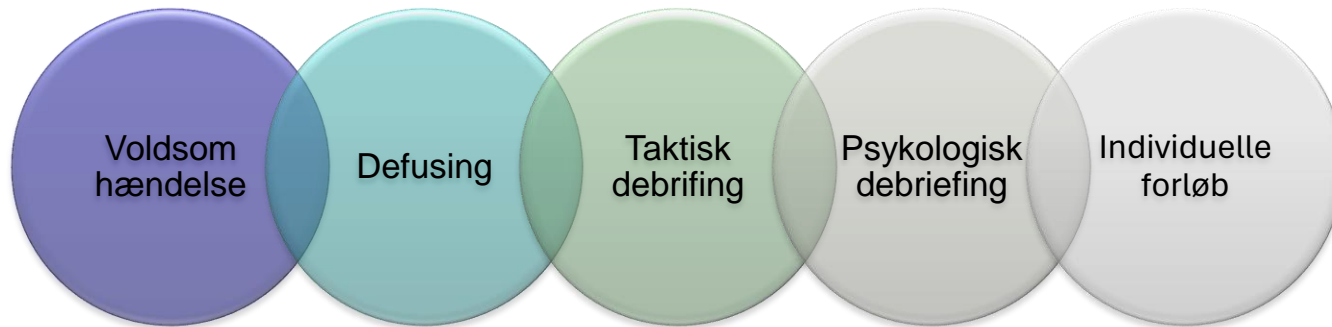 Voldsom
hændelse
Defusing
Taktisk
debrifing
Psykologisk
debriefing
Individuelle
forløb